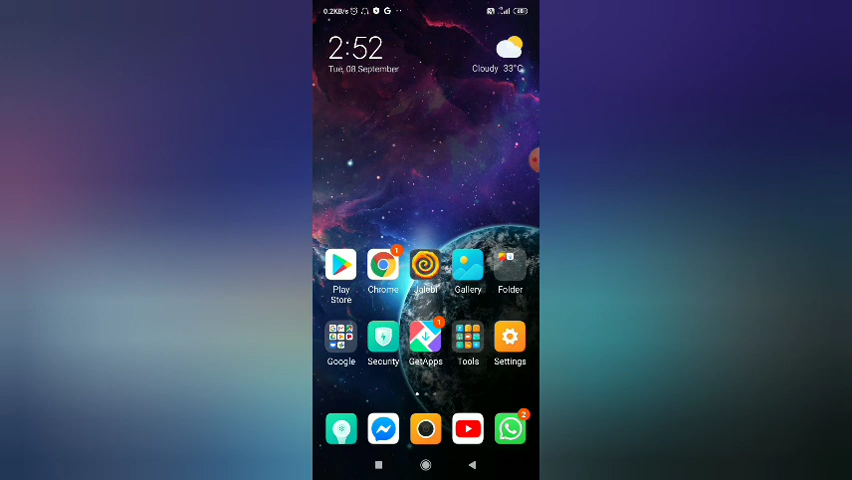 0.2KB/s
2:52
Tue, 08 September
Cloudy 33°C
Play Store
Chrome 1
Jalebi
Gallery
Folder
Google
Security
GetApps 1
Tools
Settings
2